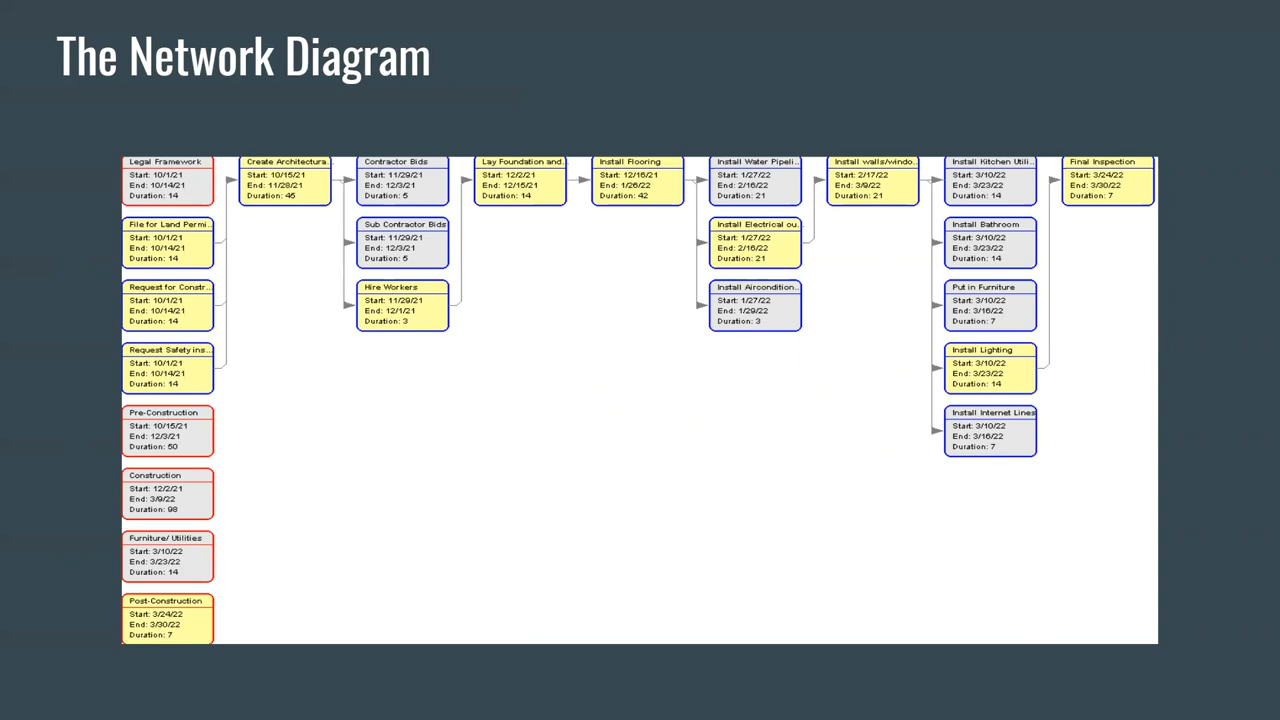 The Network Diagram
Legal Framework
Start: 10/1/21
End: 10/14/21
Duration: 14
File for Land Permi...
Start: 10/1/21
End: 10/14/21
Duration: 14
Request for Constr...
Start: 10/1/21
End: 10/14/21
Duration: 14
Request Safety ins...
Start: 10/1/21
End: 10/14/21
Duration: 14
Pre-Construction
Start: 10/15/21
End: 12/3/21
Duration: 50
Construction
Start: 12/2/21
End: 3/9/22
Duration: 98
Furniture/ Utilities
Start: 3/10/22
End: 3/23/22
Duration: 14
Post-Construction
Start: 3/24/22
End: 3/30/22
Duration: 7
Create Architectura...
Start: 10/15/21
End: 11/28/21
Duration: 45
Contractor Bids
Start: 11/29/21
End: 12/3/21
Duration: 5
Sub Contractor Bids
Start: 11/29/21
End: 12/3/21
Duration: 5
Hire Workers
Start: 11/29/21
End: 12/1/21
Duration: 3
Lay Foundation and...
Start: 12/2/21
End: 12/15/21
Duration: 14
Install Flooring
Start: 12/16/21
End: 1/26/22
Duration: 42
Install Water Pipeli...
Start: 1/27/22
End: 2/16/22
Duration: 21
Install Electrical ou...
Start: 1/27/22
End: 2/16/22
Duration: 21
Install Aircondition...
Start: 1/27/22
End: 1/29/22
Duration: 3
Install walls/windo...
Start: 2/17/22
End: 3/9/22
Duration: 21
Install Kitchen Utili...
Start: 3/10/22
End: 3/23/22
Duration: 14
Install Bathroom
Start: 3/10/22
End: 3/23/22
Duration: 14
Put in Furniture
Start: 3/10/22
End: 3/16/22
Duration: 7
Install Lighting
Start: 3/10/22
End: 3/23/22
Duration: 14
Install Internet Lines
Start: 3/10/22
End: 3/16/22
Duration: 7
Final Inspection
Start: 3/24/22
End: 3/30/22
Duration: 7